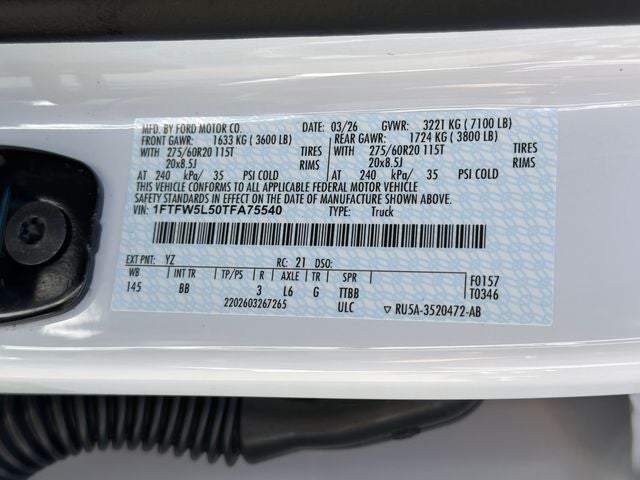 MFD. BY FORD MOTOR CO. DATE: 03/26 GVWR: 3221 KG ( 7100 LB)
FRONT GAWR: 1633 KG ( 3600 LB) REAR GAWR: 1724 KG ( 3800 LB)
WITH 275/60R20 115T TIRES WITH 275/60R20 115T TIRES
20x8.5J RIMS 20x8.5J RIMS
AT 240 kPa/ 35 PSI COLD AT 240 kPa/ 35 PSI COLD
THIS VEHICLE CONFORMS TO ALL APPLICABLE FEDERAL MOTOR VEHICLE
SAFETY STANDARDS IN EFFECT ON THE DATE OF MANUFACTURE SHOWN ABOVE.
VIN: 1FTFW5L50TFA75540 TYPE: Truck
EXT PNT: YZ RC: 21 DSO:
WB INT TR TP/PS R AXLE TR SPR F0157
145 BB 3 L6 G TTBB T0346
2202603267265 ULC ▽ RU5A-3520472-AB